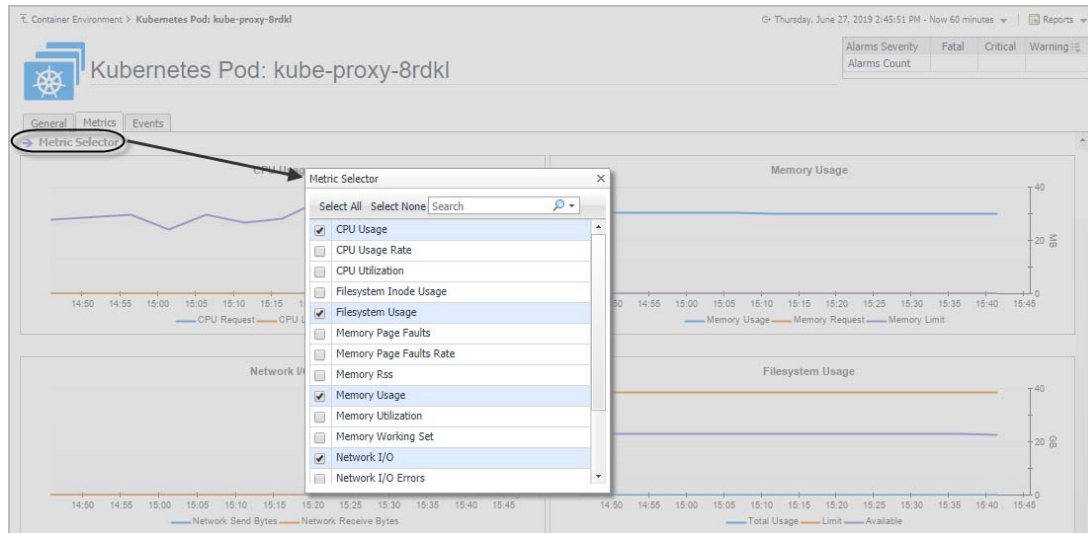 Container Environment > Kubernetes Pod: kube-proxy-8rdkl
Thursday, June 27, 2019 2:45:51 PM - Now 60 minutes
Reports
Kubernetes Pod: kube-proxy-8rdkl
Alarms Severity Fatal Critical Warning
Alarms Count
General Metrics Events
Metric Selector
CPU Usag
Memory Usage
40
20
0
MB
14:50 14:55 15:00 15:05 15:10 15:15 1
CPU Request CPU L
50 14:55 15:00 15:05 15:10 15:15 15:20 15:25 15:30 15:35 15:40 15:45
Memory Usage Memory Request Memory Limit
Metric Selector
Select All Select None Search
CPU Usage
CPU Usage Rate
CPU Utilization
Filesystem Inode Usage
Filesystem Usage
Memory Page Faults
Memory Page Faults Rate
Memory Rss
Memory Usage
Memory Utilization
Memory Working Set
Network I/O
Network I/O Errors
Network I/
Filesystem Usage
40
20
0
GB
14:50 14:55 15:00 15:05 15:10 15:15 15:20 15:25 15:30 15:35 15:40 15:45
Network Send Bytes Network Receive Bytes
14:50 14:55 15:00 15:05 15:10 15:15 15:20 15:25 15:30 15:35 15:40 15:45
Total Usage Limit Available